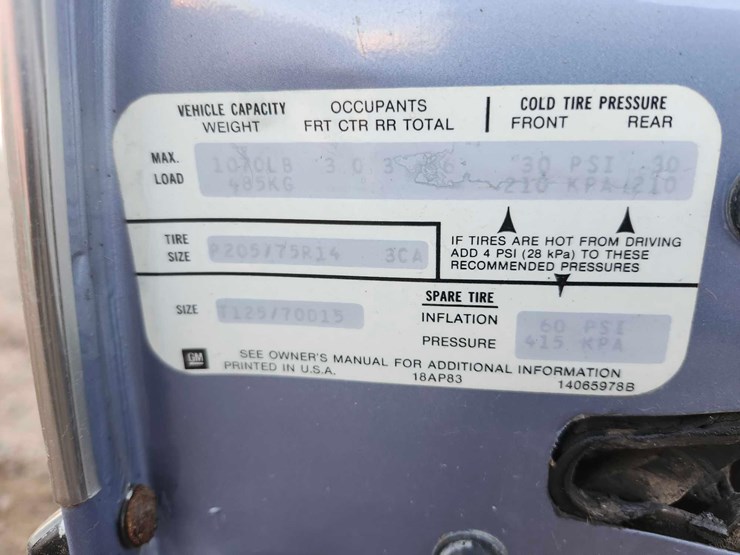 VEHICLE CAPACITY OCCUPANTS COLD TIRE PRESSURE
WEIGHT FRT CTR RR TOTAL FRONT REAR
MAX. 1070LB 3 0 3 6 30 PSI 30
LOAD 485KG 210 KPA 210
TIRE
SIZE P205/75R14 3CA
IF TIRES ARE HOT FROM DRIVING
ADD 4 PSI (28 kPa) TO THESE
RECOMMENDED PRESSURES
SPARE TIRE
SIZE T125/70D15 INFLATION 60 PSI
PRESSURE 415 KPA
GM SEE OWNER'S MANUAL FOR ADDITIONAL INFORMATION
PRINTED IN U.S.A. 18AP83 14065978B